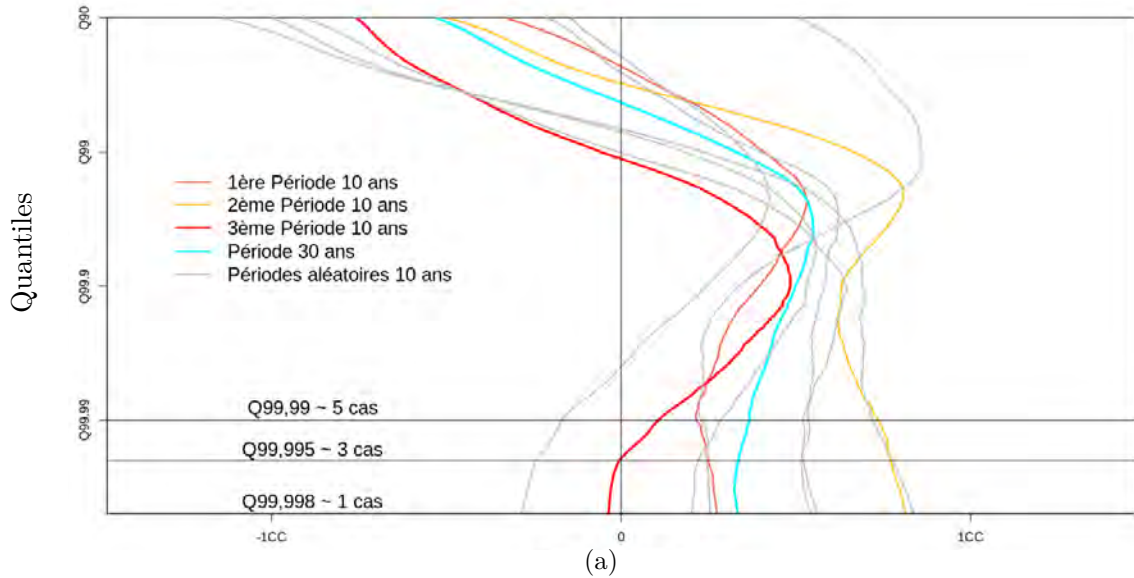 Q90
Q99
Q99.9
Q99.99
Quantiles
1ère Période 10 ans
2ème Période 10 ans
3ème Période 10 ans
Période 30 ans
Périodes aléatoires 10 ans
Q99,99 ~ 5 cas
Q99,995 ~ 3 cas
Q99,998 ~ 1 cas
-1CC
0
1CC
(a)